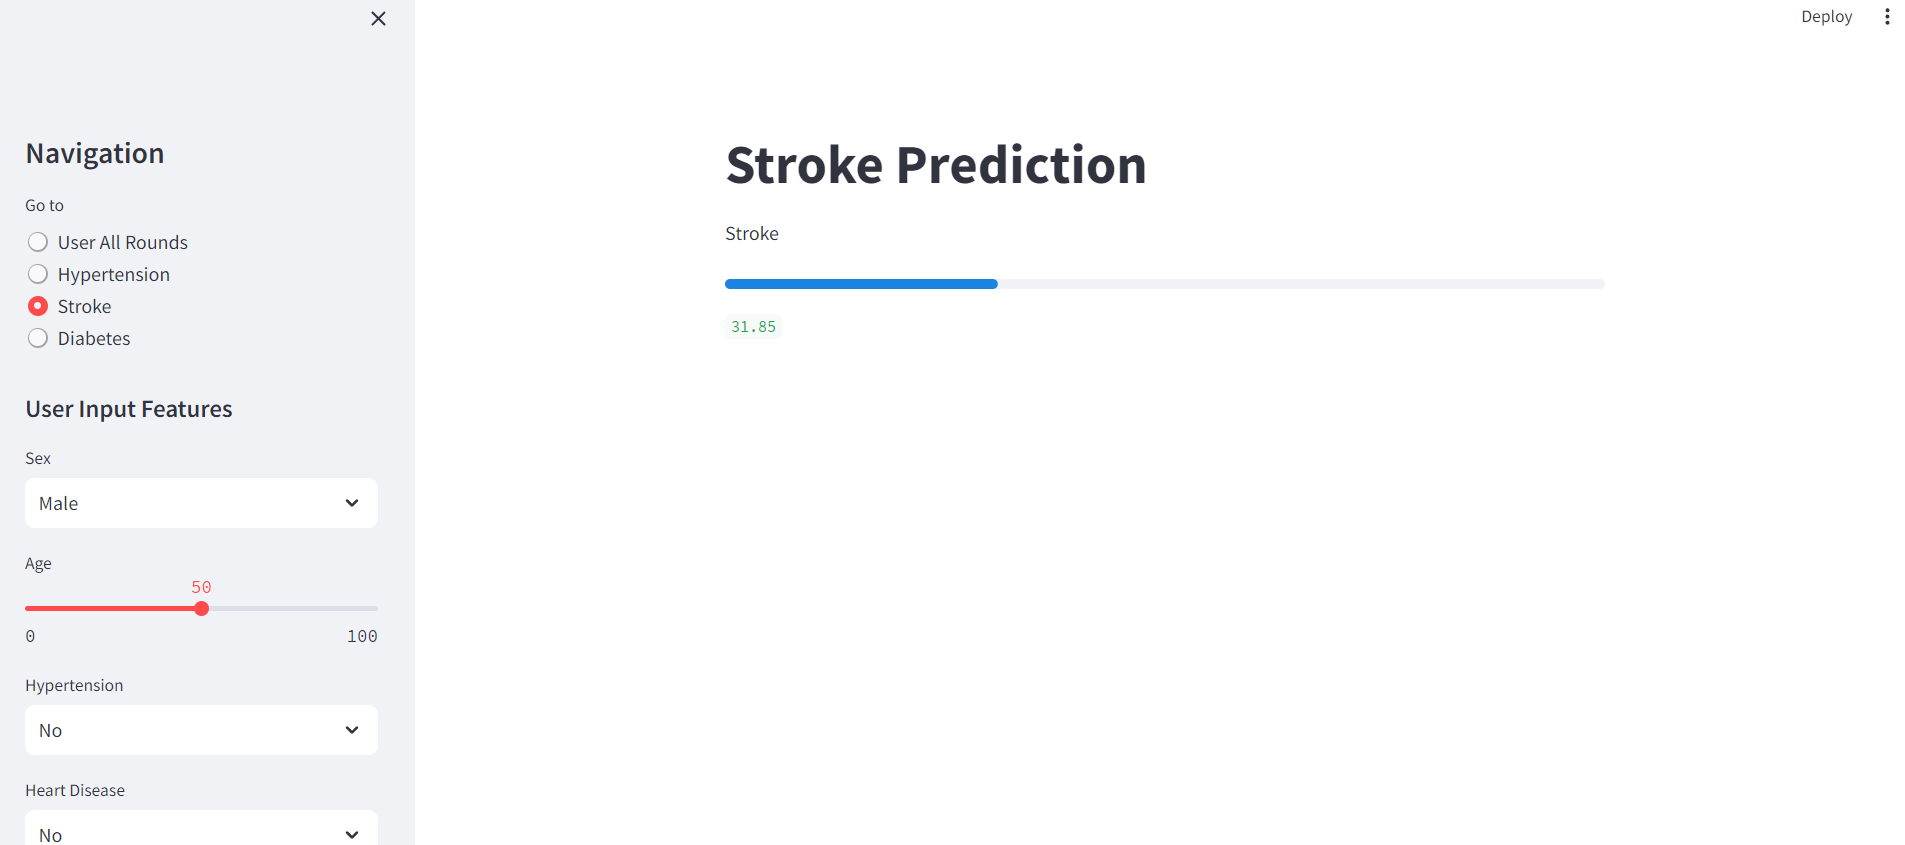 Deploy
Navigation
Go to
User All Rounds
Hypertension
Stroke
Diabetes
User Input Features
Sex
Male
Age
50
0 100
Hypertension
No
Heart Disease
No
Stroke Prediction
Stroke
31.85